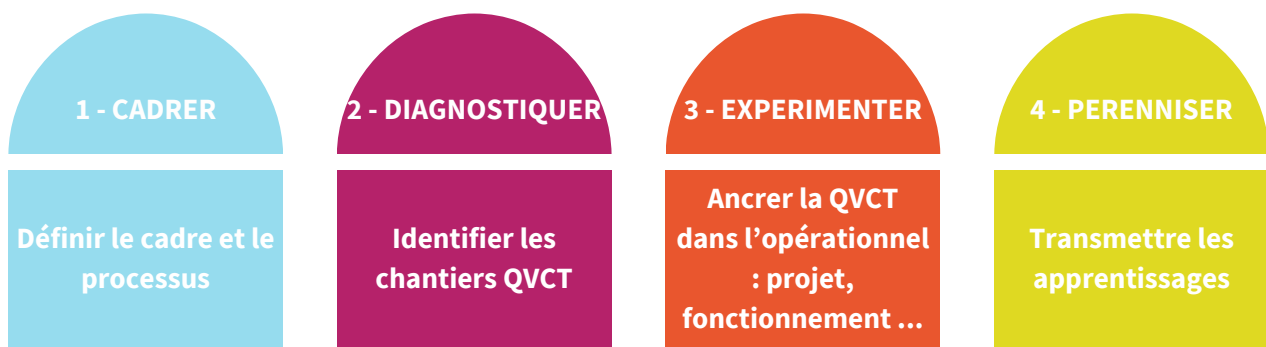 1 - CADRER
2 - DIAGNOSTIQUER
3 - EXPERIMENTER
4 - PERENNISER
Définir le cadre et le
processus
Identifier les
chantiers QVCT
Ancrer la QVCT
dans l’opérationnel
: projet,
fonctionnement ...
Transmettre les
apprentissages